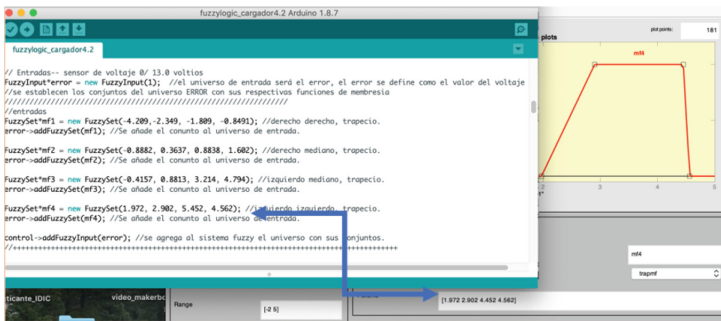 fuzzylogic_cargador4.2 Arduino 1.8.7
fuzzylogic_cargador4.2
// Entradas-- sensor de voltaje 0/ 13.0 voltios
FuzzyInput*error = new FuzzyInput(1); //el universo de entrada será el error, el error se define como el valor del voltaje
//se establecen los conjuntos del universo ERROR con sus respectivas funciones de membresía
//entradas
FuzzySet*mf1 = new FuzzySet(-4.209,-2.349, -1.809, -0.8491); //derecho derecho, trapecio.
error->addFuzzySet(mf1); //Se añade el conunto al universo de entrada.
FuzzySet*mf2 = new FuzzySet(-0.8882, 0.3637, 0.8838, 1.602); //derecho mediano, trapecio.
error->addFuzzySet(mf2); //Se añade el conunto al universo de entrada.
FuzzySet*mf3 = new FuzzySet(-0.4157, 0.8813, 3.214, 4.794); //izquierdo mediano, trapecio.
error->addFuzzySet(mf3); //Se añade el conunto al universo de entrada.
FuzzySet*mf4 = new FuzzySet(1.972, 2.902, 5.452, 4.562); //izquierdo izquierdo, trapecio.
error->addFuzzySet(mf4); //Se añade el conunto al universo de entrada.
control->addFuzzyInput(error); //se agrega al sistema fuzzy el universo con sus conjuntos.
plots
plot points:
181
mf4
2 3 4 5
mf4
trapmf
[1.972 2.902 4.452 4.562]
Range
[-2 5]
ticante_IDIC
video_makerbo